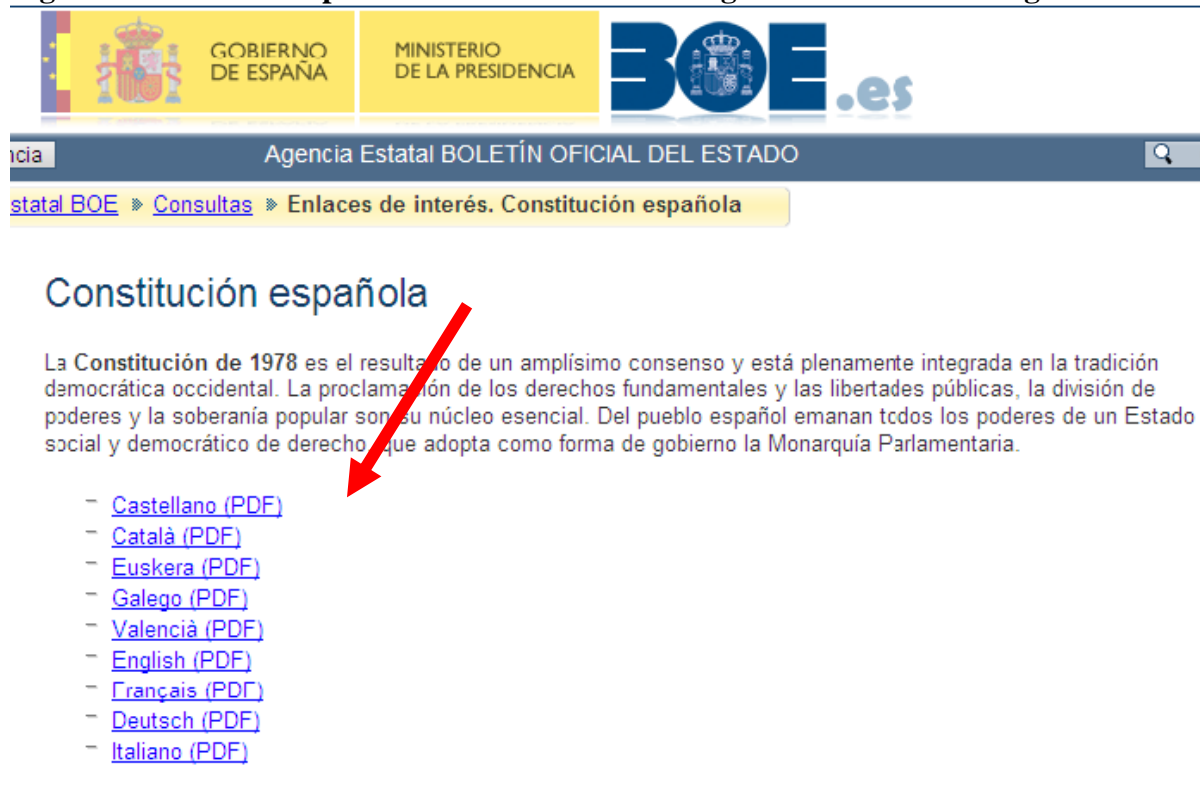 GOBIERNO
DE ESPAÑA
MINISTERIO
DE LA PRESIDENCIA
BOE.es
ncia
Agencia Estatal BOLETÍN OFICIAL DEL ESTADO
statal BOE » Consultas » Enlaces de interés. Constitución española
Constitución española
La Constitución de 1978 es el resultado de un amplísimo consenso y está plenamente integrada en la tradición
democrática occidental. La proclamación de los derechos fundamentales y las libertades públicas, la división de
poderes y la soberanía popular son su núcleo esencial. Del pueblo español emanan todos los poderes de un Estado
social y democrático de derecho, que adopta como forma de gobierno la Monarquía Parlamentaria.
- Castellano (PDF)
- Català (PDF)
- Euskera (PDF)
- Galego (PDF)
- Valencià (PDF)
- English (PDF)
- Français (PDF)
- Deutsch (PDF)
- Italiano (PDF)